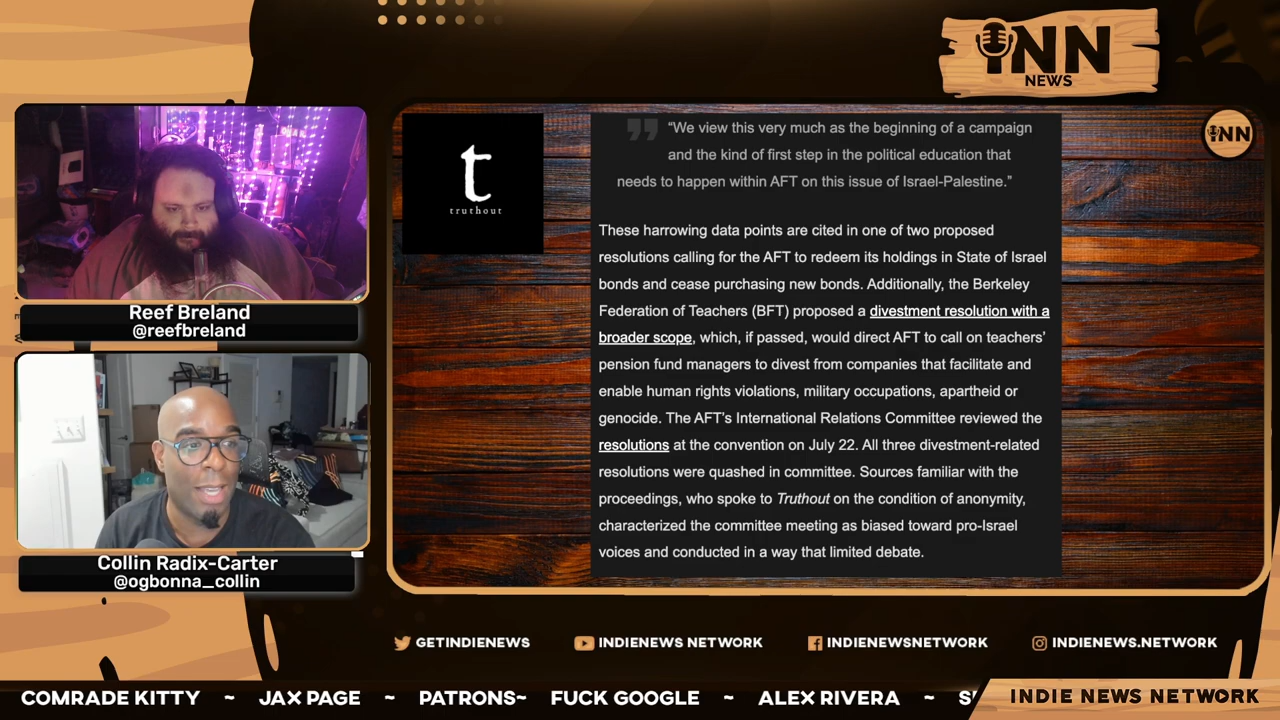 INN
NEWS
INN
t
truthout
“We view this very much as the beginning of a campaign
and the kind of first step in the political education that
needs to happen within AFT on this issue of Israel-Palestine.”
These harrowing data points are cited in one of two proposed
resolutions calling for the AFT to redeem its holdings in State of Israel
bonds and cease purchasing new bonds. Additionally, the Berkeley
Federation of Teachers (BFT) proposed a divestment resolution with a
broader scope, which, if passed, would direct AFT to call on teachers’
pension fund managers to divest from companies that facilitate and
enable human rights violations, military occupations, apartheid or
genocide. The AFT’s International Relations Committee reviewed the
resolutions at the convention on July 22. All three divestment-related
resolutions were quashed in committee. Sources familiar with the
proceedings, who spoke to Truthout on the condition of anonymity,
characterized the committee meeting as biased toward pro-Israel
voices and conducted in a way that limited debate.
Reef Breland
@reefbreland
Collin Radix-Carter
@ogbonna_collin
GETINDIENEWS
INDIENEWS NETWORK
INDIENEWSNETWORK
INDIENEWS.NETWORK
COMRADE KITTY ~ JAX PAGE ~ PATRONS~ FUCK GOOGLE ~ ALEX RIVERA ~
INDIE NEWS NETWORK